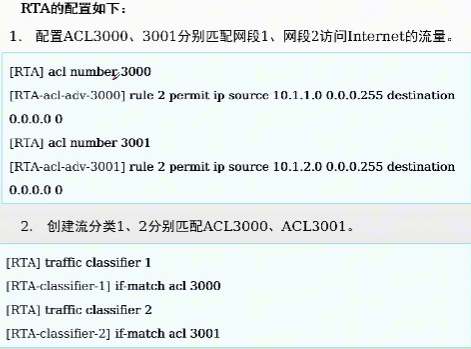 RTA的配置如下：
1. 配置ACL3000、3001分别匹配网段1、网段2访问Internet的流量。
[RTA] acl number 3000
[RTA-acl-adv-3000] rule 2 permit ip source 10.1.1.0 0.0.0.255 destination
0.0.0.0 0
[RTA] acl number 3001
[RTA-acl-adv-3001] rule 2 permit ip source 10.1.2.0 0.0.0.255 destination
0.0.0.0 0
2. 创建流分类1、2分别匹配ACL3000、ACL3001。
[RTA] traffic classifier 1
[RTA-classifier-1] if-match acl 3000
[RTA] traffic classifier 2
[RTA-classifier-2] if-match acl 3001